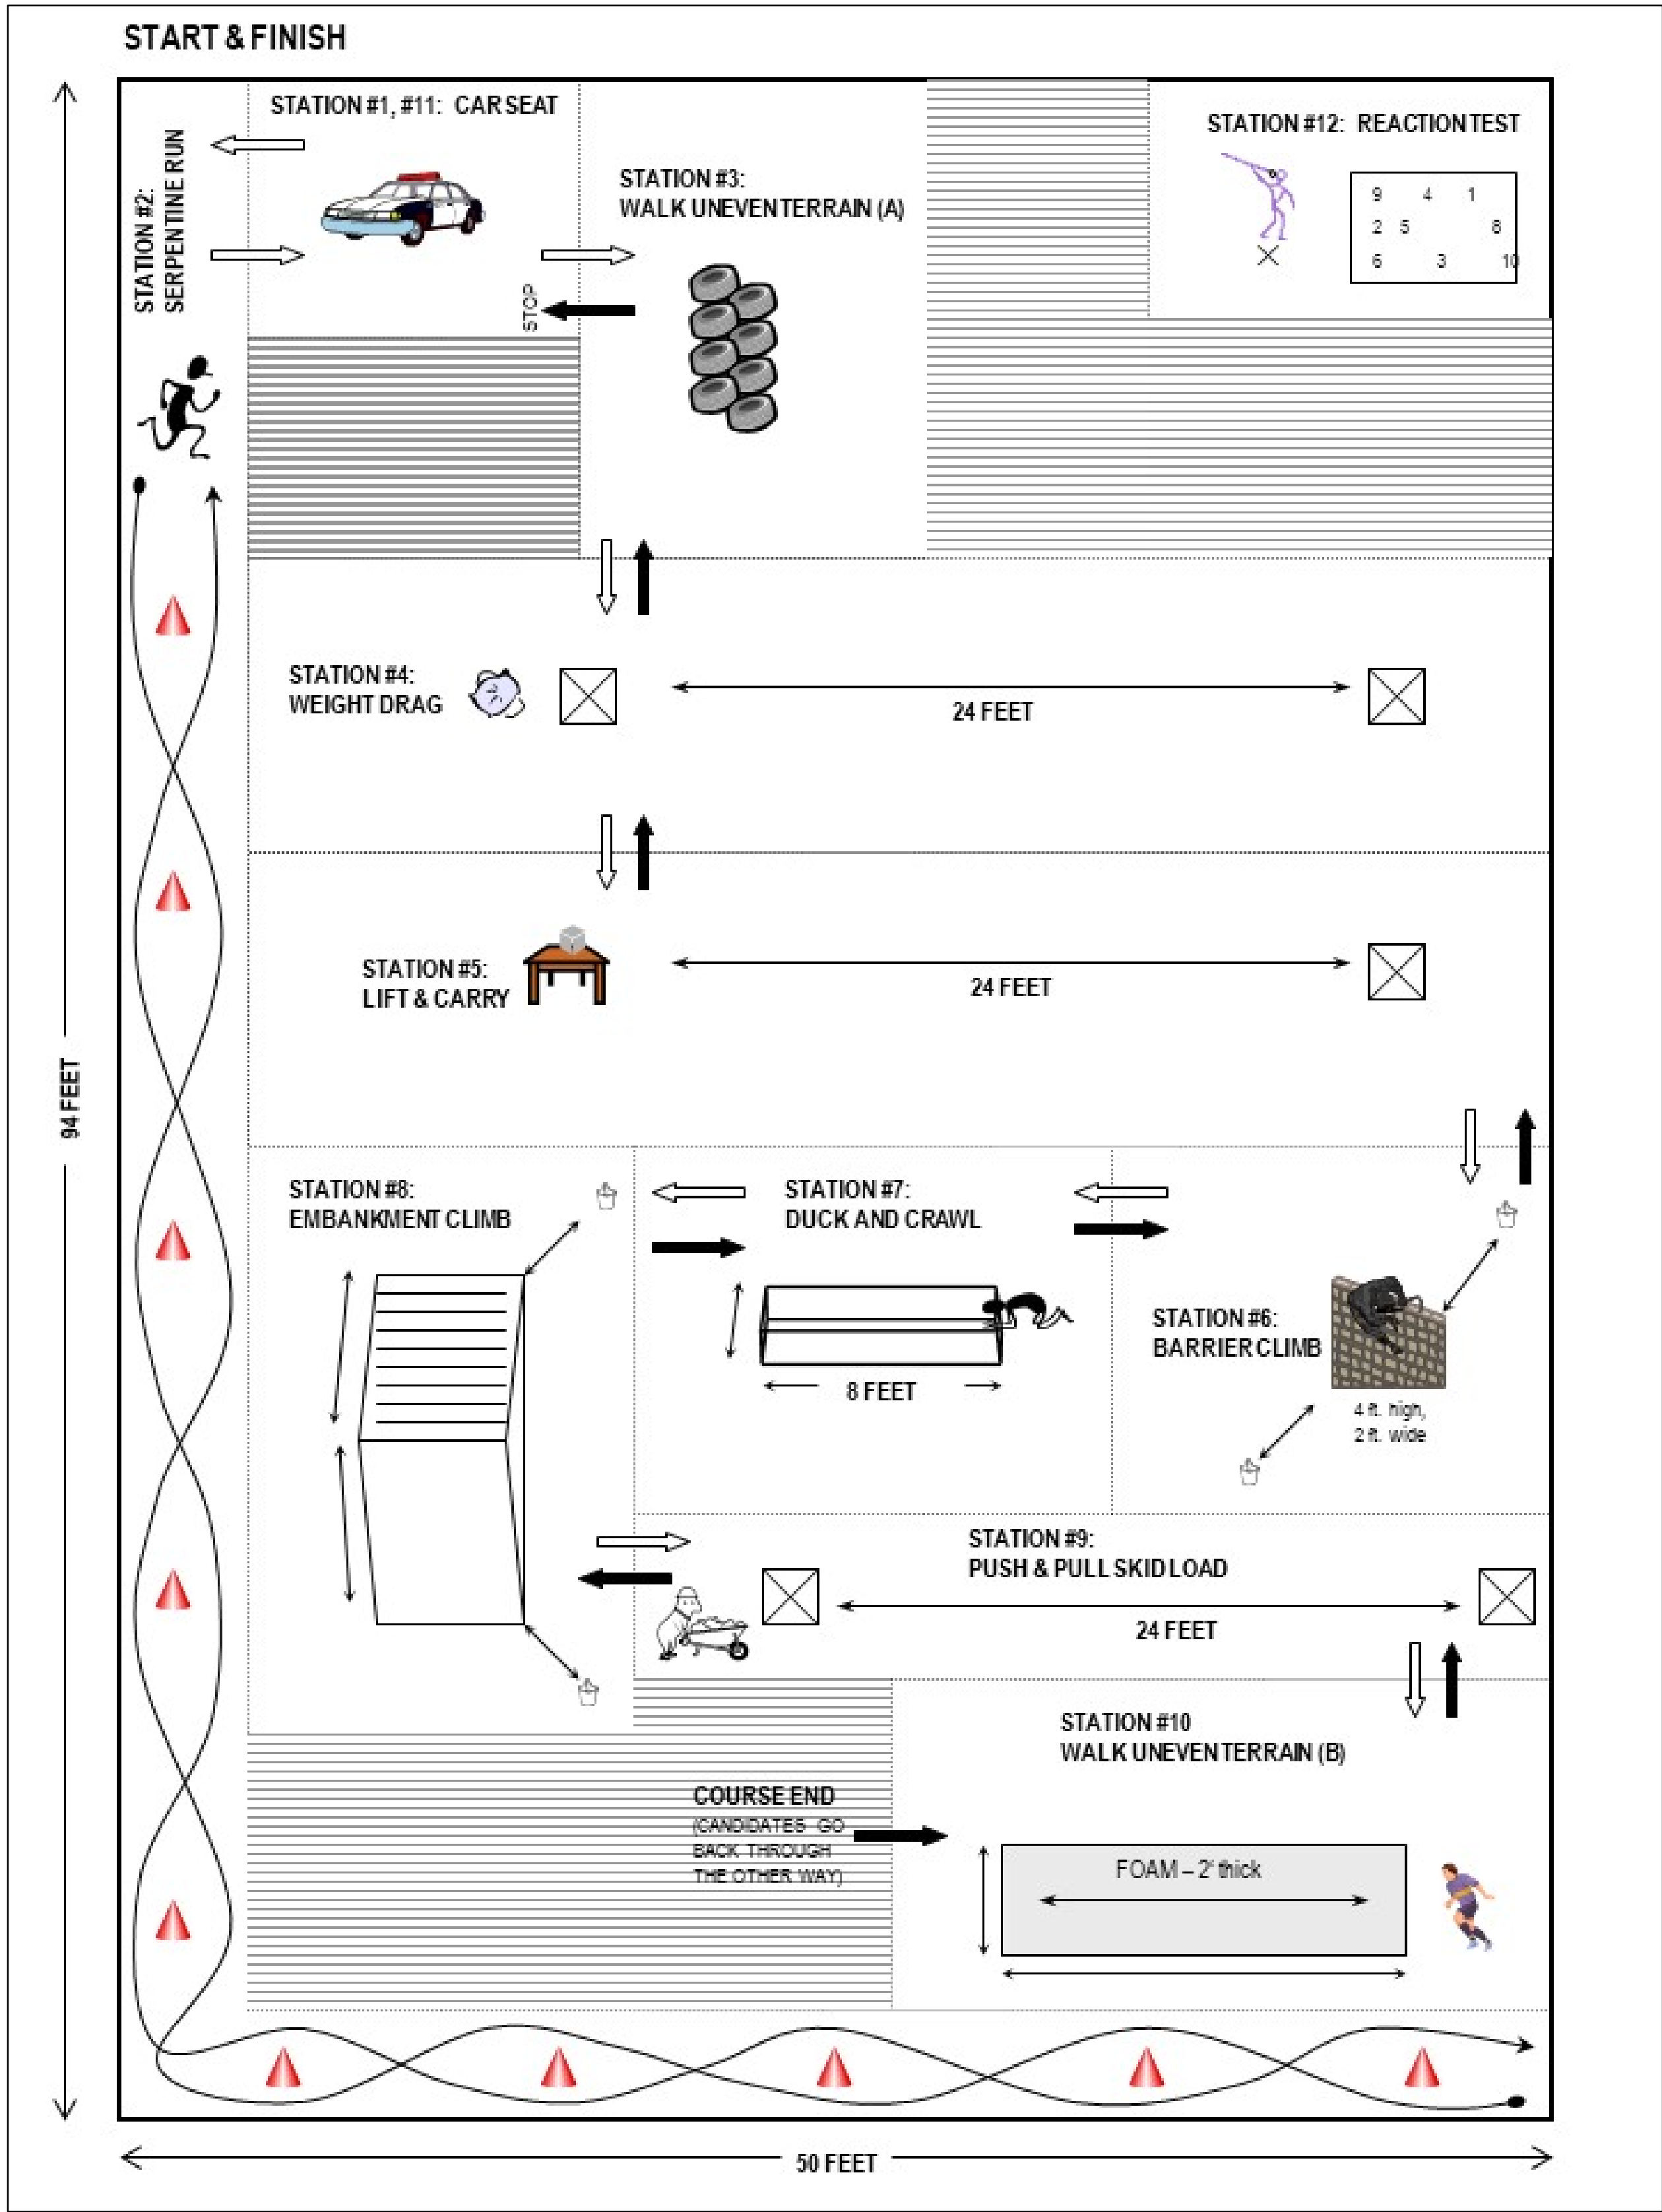 START & FINISH
STATION #1, #11: CAR SEAT
STATION #2:
SERPENTINE RUN
STATION #3:
WALK UNEVEN TERRAIN (A)
STOP
STATION #12: REACTION TEST
9 4 1
2 5 8
6 3 10
STATION #4:
WEIGHT DRAG
24 FEET
STATION #5:
LIFT & CARRY
24 FEET
94 FEET
STATION #8:
EMBANKMENT CLIMB
STATION #7:
DUCK AND CRAWL
8 FEET
STATION #6:
BARRIER CLIMB
4 ft. high,
2 ft. wide
STATION #9:
PUSH & PULL SKID LOAD
24 FEET
STATION #10
WALK UNEVEN TERRAIN (B)
COURSE END
(CANDIDATES GO
BACK THROUGH
THE OTHER WAY)
FOAM – 2' thick
50 FEET